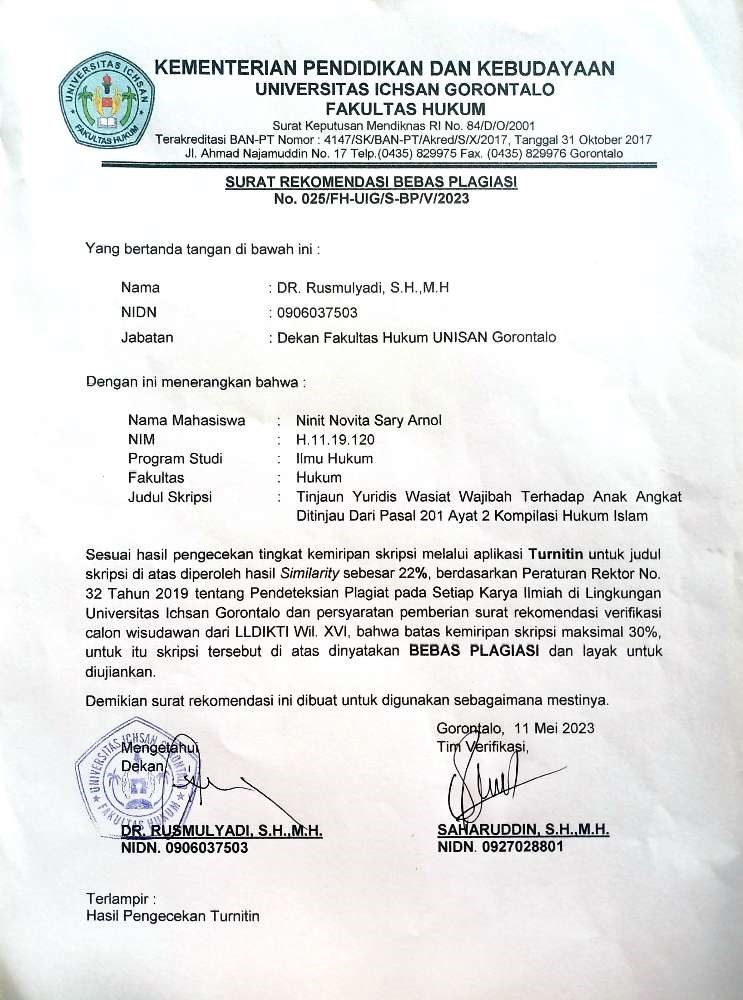 UNIVERSITAS ICHSAN
FAKULTAS HUKUM
KEMENTERIAN PENDIDIKAN DAN KEBUDAYAAN
UNIVERSITAS ICHSAN GORONTALO
FAKULTAS HUKUM
Surat Keputusan Mendiknas RI No. 84/D/O/2001
Terakreditasi BAN-PT Nomor : 4147/SK/BAN-PT/Akred/S/X/2017, Tanggal 31 Oktober 2017
Jl. Ahmad Najamuddin No. 17 Telp.(0435) 829975 Fax. (0435) 829976 Gorontalo
SURAT REKOMENDASI BEBAS PLAGIASI
No. 025/FH-UIG/S-BP/V/2023
Yang bertanda tangan di bawah ini :
Nama : DR. Rusmulyadi, S.H.,M.H
NIDN : 0906037503
Jabatan : Dekan Fakultas Hukum UNISAN Gorontalo
Dengan ini menerangkan bahwa :
Nama Mahasiswa : Ninit Novita Sary Arnol
NIM : H.11.19.120
Program Studi : Ilmu Hukum
Fakultas : Hukum
Judul Skripsi : Tinjaun Yuridis Wasiat Wajibah Terhadap Anak Angkat
Ditinjau Dari Pasal 201 Ayat 2 Kompilasi Hukum Islam
Sesuai hasil pengecekan tingkat kemiripan skripsi melalui aplikasi Turnitin untuk judul
skripsi di atas diperoleh hasil Similarity sebesar 22%, berdasarkan Peraturan Rektor No.
32 Tahun 2019 tentang Pendeteksian Plagiat pada Setiap Karya Ilmiah di Lingkungan
Universitas Ichsan Gorontalo dan persyaratan pemberian surat rekomendasi verifikasi
calon wisudawan dari LLDIKTI Wil. XVI, bahwa batas kemiripan skripsi maksimal 30%,
untuk itu skripsi tersebut di atas dinyatakan BEBAS PLAGIASI dan layak untuk
diujiankan.
Demikian surat rekomendasi ini dibuat untuk digunakan sebagaimana mestinya.
Gorontalo, 11 Mei 2023
Mengetahui Tim Verifikasi,
Dekan,
UNIVERSITAS ICHSAN GORONTALO
FAKULTAS HUKUM
DR. RUSMULYADI, S.H.,M.H. SAHARUDDIN, S.H.,M.H.
NIDN. 0906037503 NIDN. 0927028801
Terlampir :
Hasil Pengecekan Turnitin